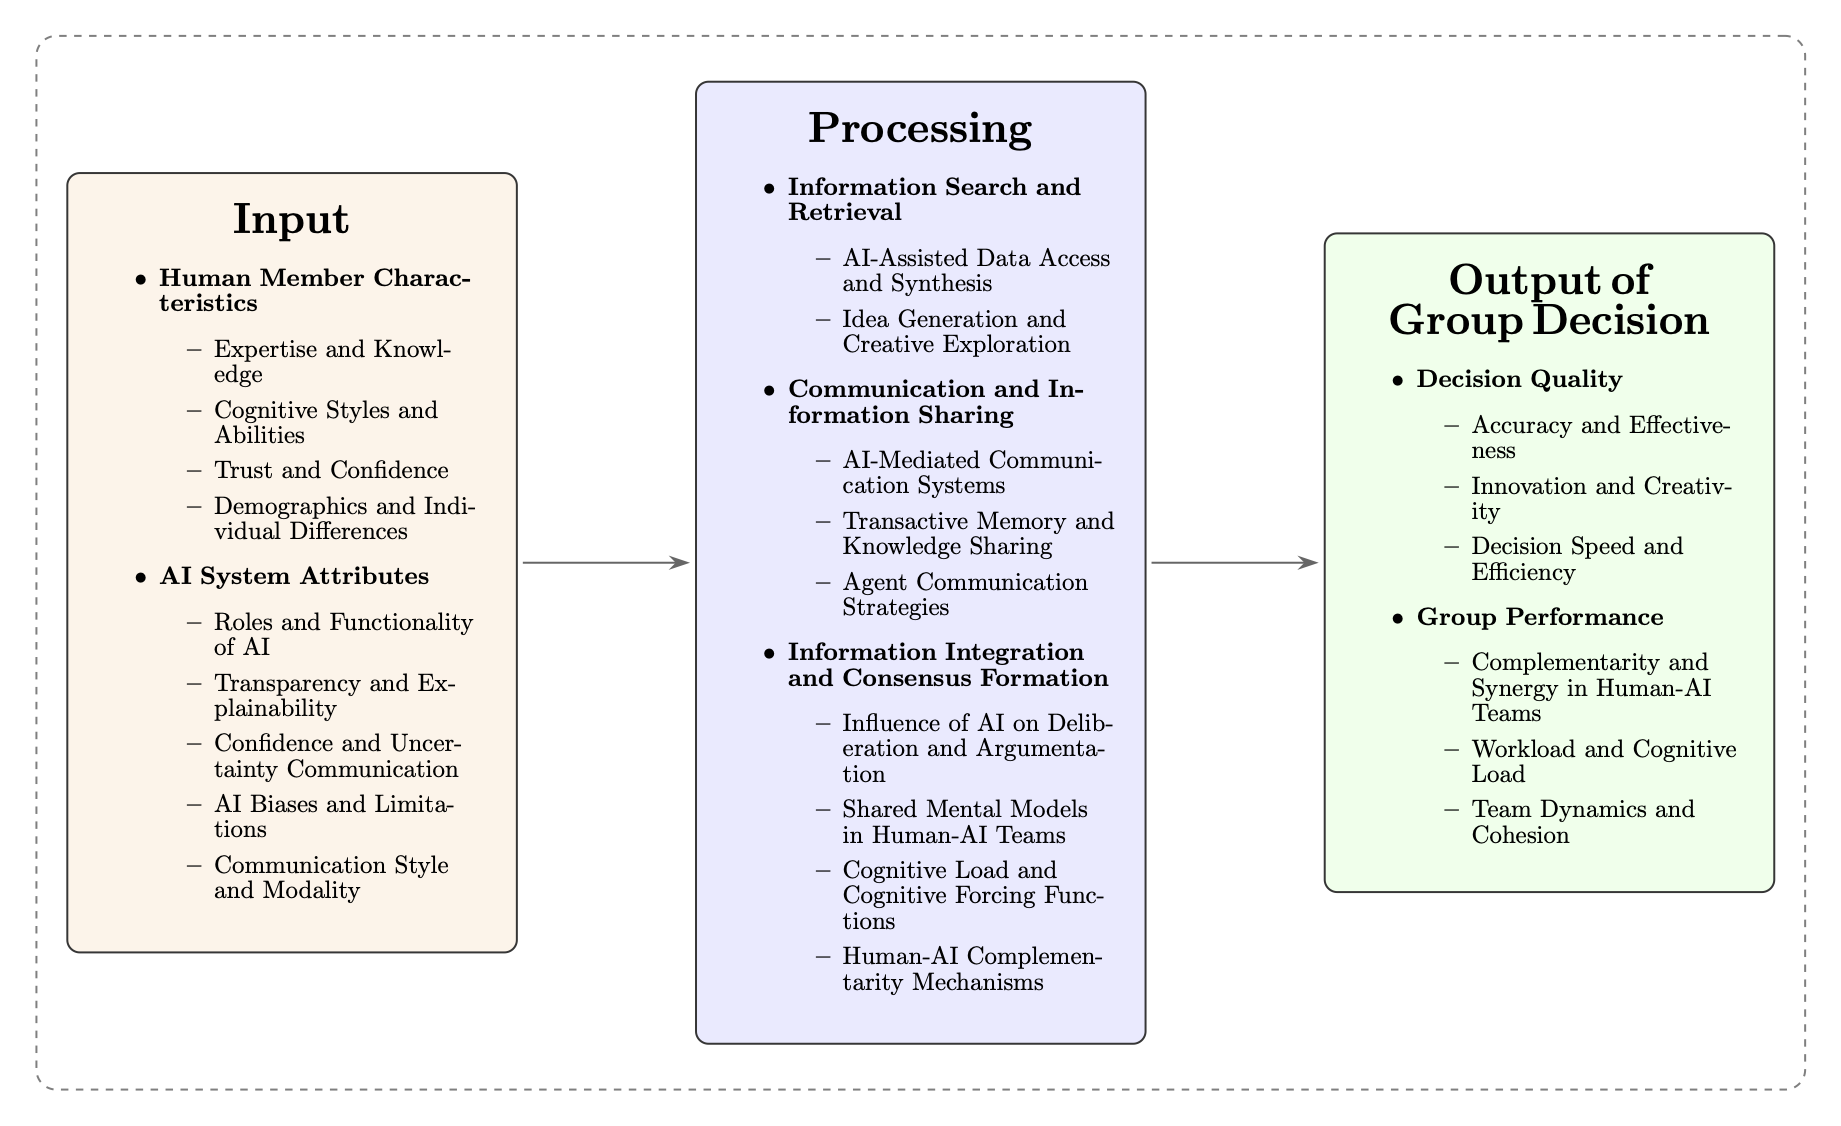 Input
• Human Member Charac-
teristics
– Expertise and Knowl-
edge
– Cognitive Styles and
Abilities
– Trust and Confidence
– Demographics and Indi-
vidual Differences
• AI System Attributes
– Roles and Functionality
of AI
– Transparency and Ex-
plainability
– Confidence and Uncer-
tainty Communication
– AI Biases and Limita-
tions
– Communication Style
and Modality
Processing
• Information Search and
Retrieval
– AI-Assisted Data Access
and Synthesis
– Idea Generation and
Creative Exploration
• Communication and In-
formation Sharing
– AI-Mediated Communi-
cation Systems
– Transactive Memory and
Knowledge Sharing
– Agent Communication
Strategies
• Information Integration
and Consensus Formation
– Influence of AI on Delib-
eration and Argumenta-
tion
– Shared Mental Models
in Human-AI Teams
– Cognitive Load and
Cognitive Forcing Func-
tions
– Human-AI Complemen-
tarity Mechanisms
Output of
Group Decision
• Decision Quality
– Accuracy and Effective-
ness
– Innovation and Creativ-
ity
– Decision Speed and
Efficiency
• Group Performance
– Complementarity and
Synergy in Human-AI
Teams
– Workload and Cognitive
Load
– Team Dynamics and
Cohesion